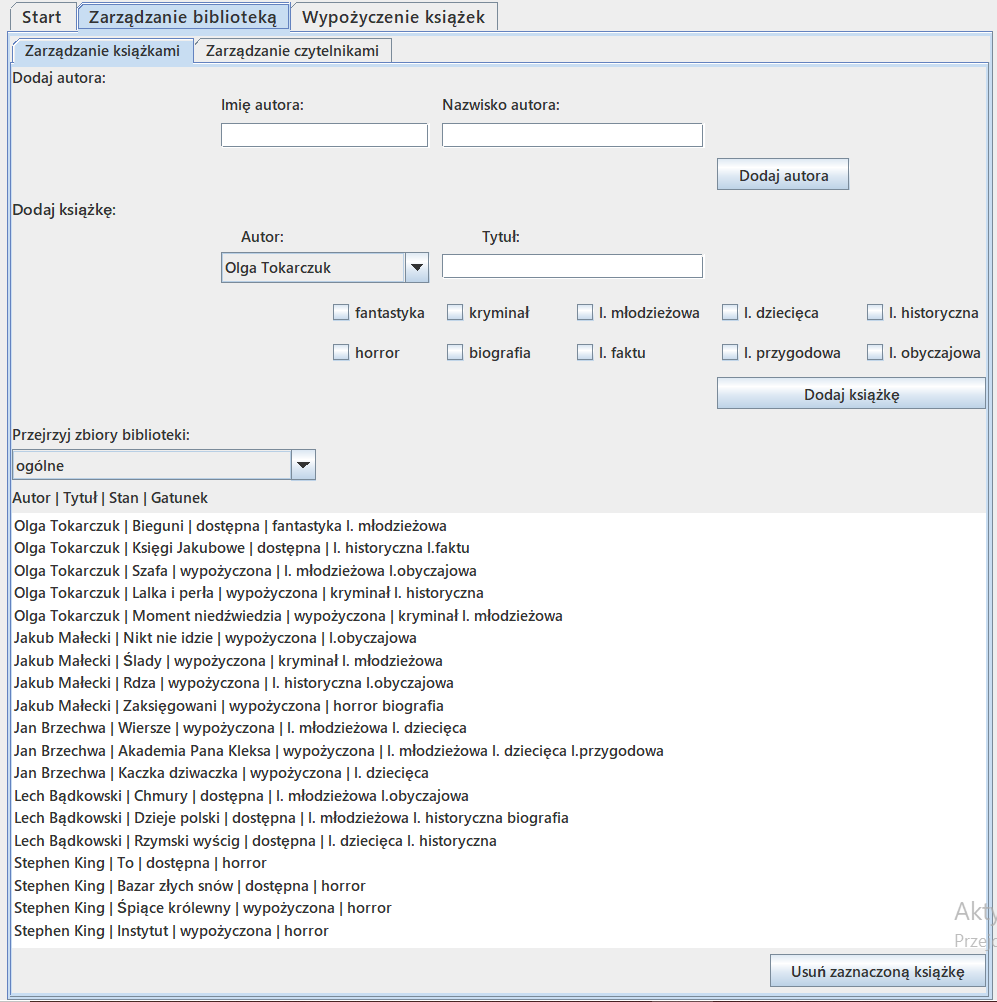 Start Zarządzanie biblioteką Wypożyczenie książek
Zarządzanie książkami Zarządzanie czytelnikami
Dodaj autora:
Imię autora: Nazwisko autora:
Dodaj autora
Dodaj książkę:
Autor: Tytuł:
Olga Tokarczuk
fantastyka kryminał l. młodzieżowa l. dziecięca l. historyczna
horror biografia l. faktu l. przygodowa l. obyczajowa
Dodaj książkę
Przejrzyj zbiory biblioteki:
ogólne
Autor | Tytuł | Stan | Gatunek
Olga Tokarczuk | Bieguni | dostępna | fantastyka l. młodzieżowa
Olga Tokarczuk | Księgi Jakubowe | dostępna | l. historyczna l.faktu
Olga Tokarczuk | Szafa | wypożyczona | l. młodzieżowa l.obyczajowa
Olga Tokarczuk | Lalka i perła | wypożyczona | kryminał l. historyczna
Olga Tokarczuk | Moment niedźwiedzia | wypożyczona | kryminał l. młodzieżowa
Jakub Małecki | Nikt nie idzie | wypożyczona | l.obyczajowa
Jakub Małecki | Ślady | wypożyczona | kryminał l. młodzieżowa
Jakub Małecki | Rdza | wypożyczona | l. historyczna l.obyczajowa
Jakub Małecki | Zaksięgowani | wypożyczona | horror biografia
Jan Brzechwa | Wiersze | wypożyczona | l. młodzieżowa l. dziecięca
Jan Brzechwa | Akademia Pana Kleksa | wypożyczona | l. młodzieżowa l. dziecięca l.przygodowa
Jan Brzechwa | Kaczka dziwaczka | wypożyczona | l. dziecięca
Lech Bądkowski | Chmury | dostępna | l. młodzieżowa l.obyczajowa
Lech Bądkowski | Dzieje polski | dostępna | l. młodzieżowa l. historyczna biografia
Lech Bądkowski | Rzymski wyścig | dostępna | l. dziecięca l. historyczna
Stephen King | To | dostępna | horror
Stephen King | Bazar złych snów | dostępna | horror
Stephen King | Śpiące królewny | wypożyczona | horror
Stephen King | Instytut | wypożyczona | horror
Usuń zaznaczoną książkę